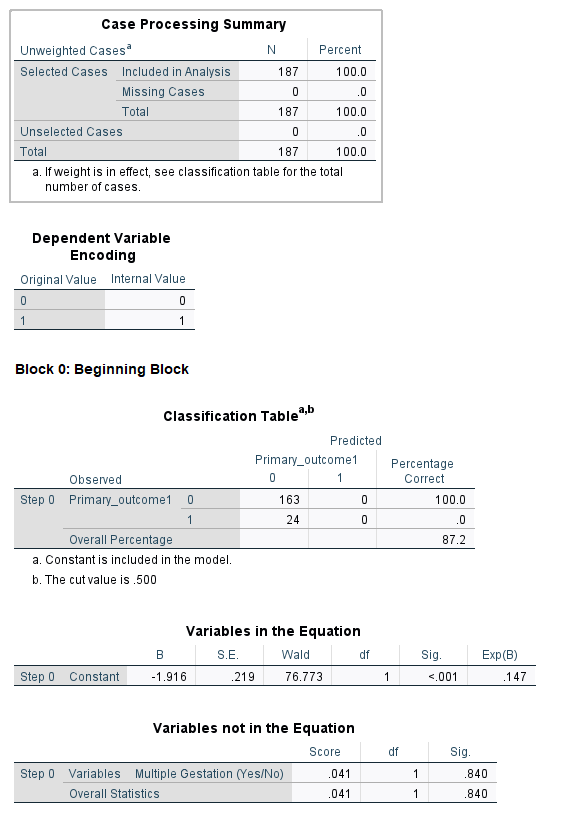 Case Processing Summary
Unweighted Casesa N Percent
Selected Cases Included in Analysis 187 100.0
Missing Cases 0 .0
Total 187 100.0
Unselected Cases 0 .0
Total 187 100.0
a. If weight is in effect, see classification table for the total
number of cases.
Dependent Variable
Encoding
Original Value Internal Value
0 0
1 1
Block 0: Beginning Block
Classification Tablea,b
Predicted
Primary_outcome1 Percentage
Observed 0 1 Correct
Step 0 Primary_outcome1 0 163 0 100.0
1 24 0 .0
Overall Percentage 87.2
a. Constant is included in the model.
b. The cut value is .500
Variables in the Equation
B S.E. Wald df Sig. Exp(B)
Step 0 Constant -1.916 .219 76.773 1 <.001 .147
Variables not in the Equation
Score df Sig.
Step 0 Variables Multiple Gestation (Yes/No) .041 1 .840
Overall Statistics .041 1 .840